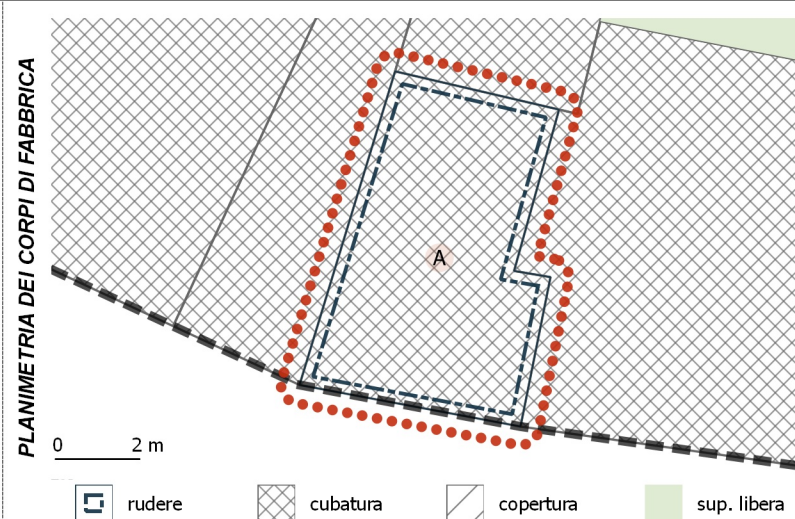 PLANIMETRIA DEI CORPI DI FABBRICA
A
0 2 m
rudere cubatura copertura sup. libera